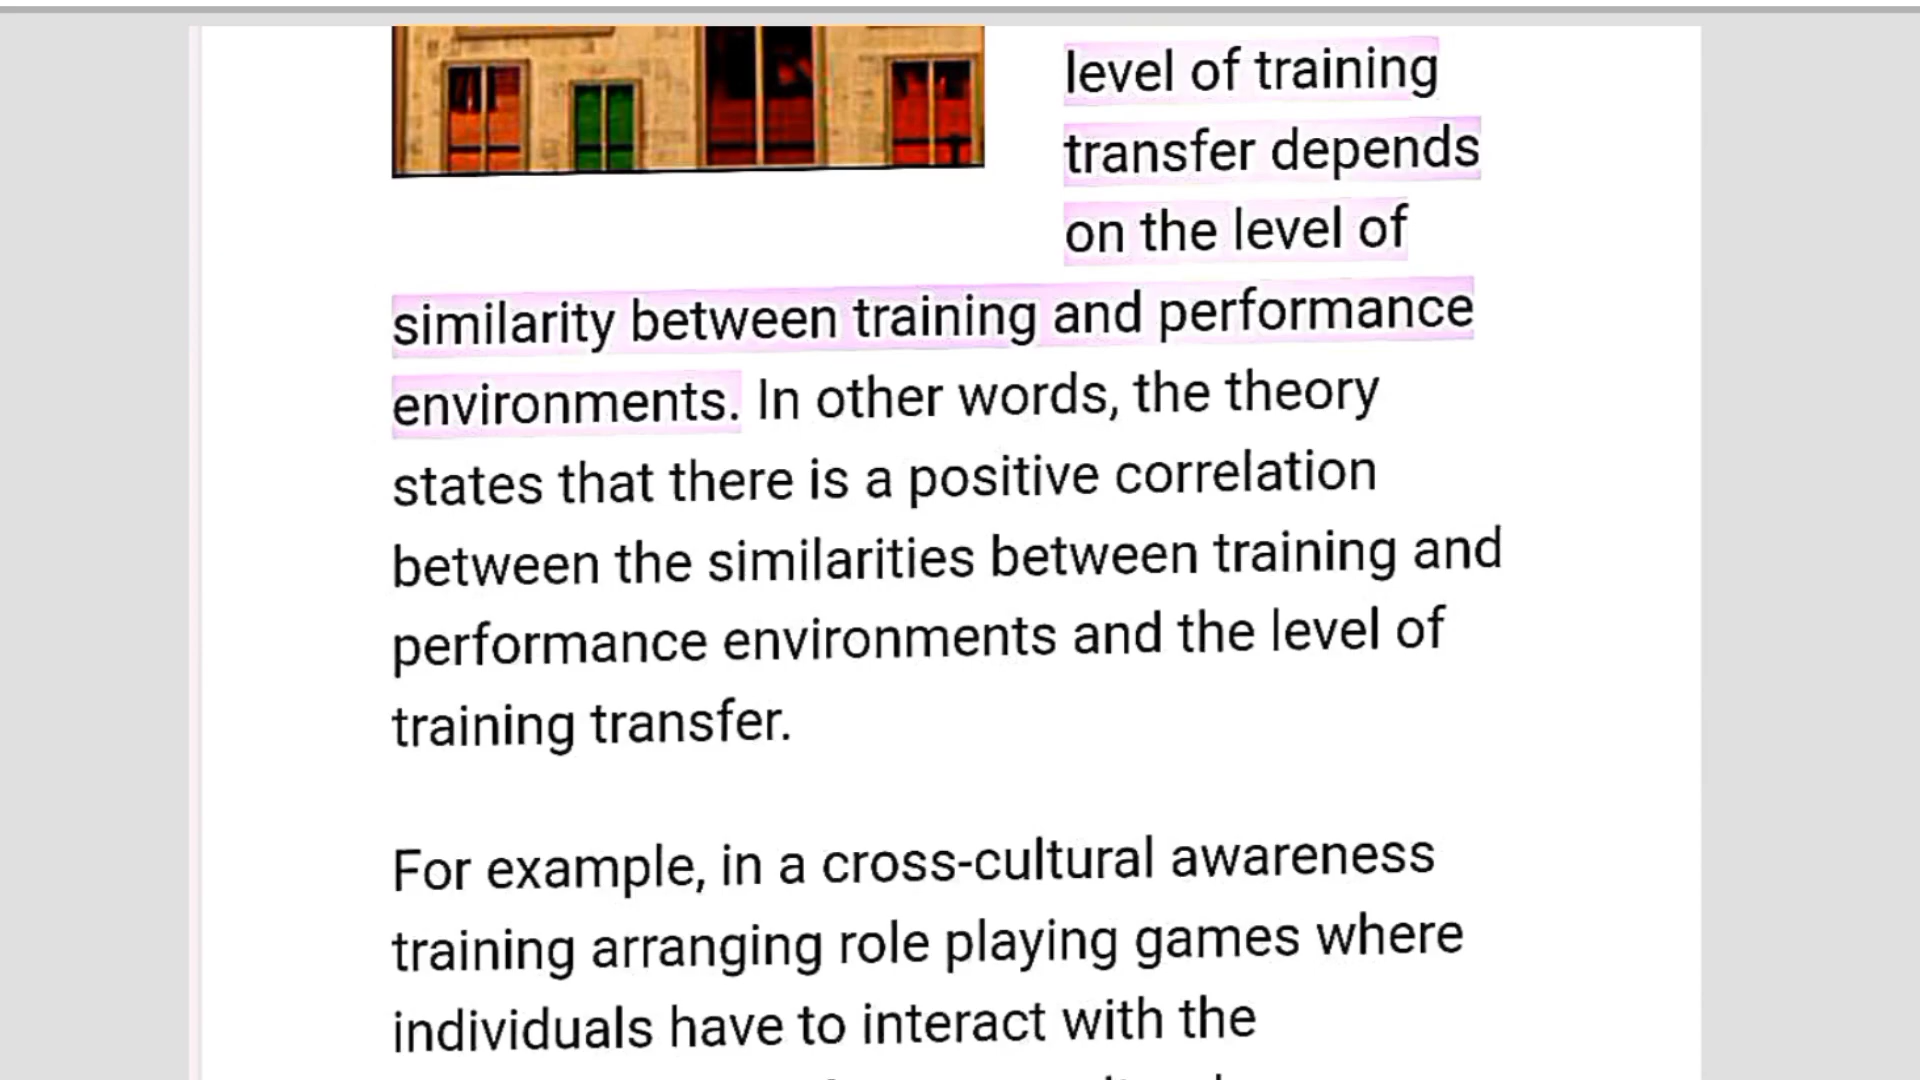 level of training
transfer depends
on the level of
similarity between training and performance
environments. In other words, the theory
states that there is a positive correlation
between the similarities between training and
performance environments and the level of
training transfer.
For example, in a cross-cultural awareness
training arranging role playing games where
individuals have to interact with the